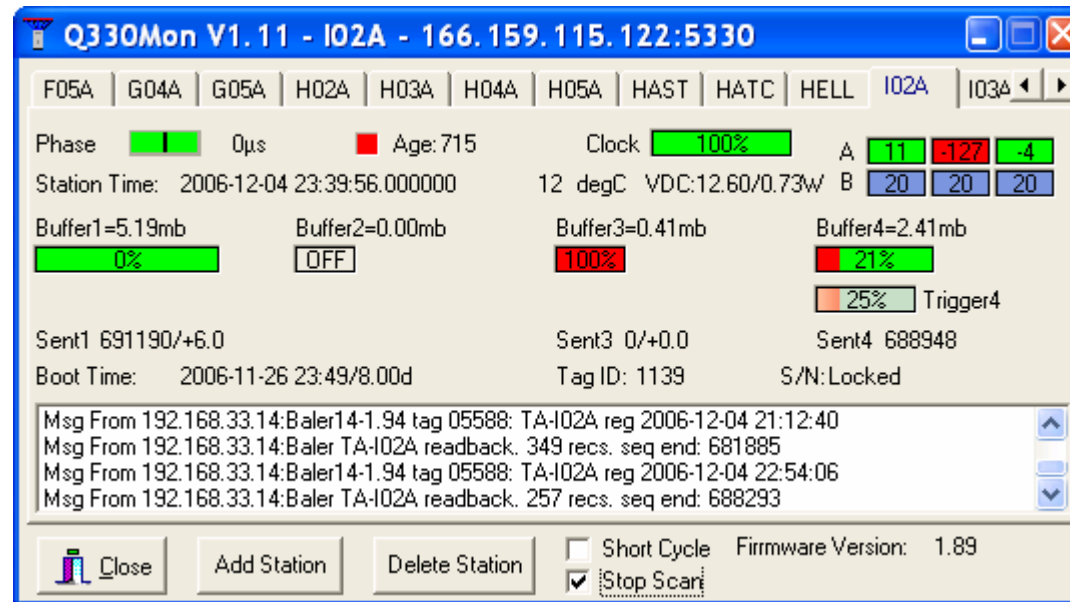 Q330Mon V1.11 - I02A - 166.159.115.122:5330
F05A G04A G05A H02A H03A H04A H05A HAST HATC HELL I02A I03A
Phase 0µs Age: 715 Clock 100% A 11 -127 -4
Station Time: 2006-12-04 23:39:56.000000 12 degC VDC:12.60/0.73W B 20 20 20
Buffer1=5.19mb Buffer2=0.00mb Buffer3=0.41mb Buffer4=2.41mb
0% OFF 100% 21%
25% Trigger4
Sent1 691190/+6.0 Sent3 0/+0.0 Sent4 688948
Boot Time: 2006-11-26 23:49/8.00d Tag ID: 1139 S/N:Locked
Msg From 192.168.33.14:Baler14-1.94 tag 05588: TA-I02A reg 2006-12-04 21:12:40
Msg From 192.168.33.14:Baler TA-I02A readback. 349 recs. seq end: 681885
Msg From 192.168.33.14:Baler14-1.94 tag 05588: TA-I02A reg 2006-12-04 22:54:06
Msg From 192.168.33.14:Baler TA-I02A readback. 257 recs. seq end: 688293
Close Add Station Delete Station Short Cycle Firmware Version: 1.89
Stop Scan